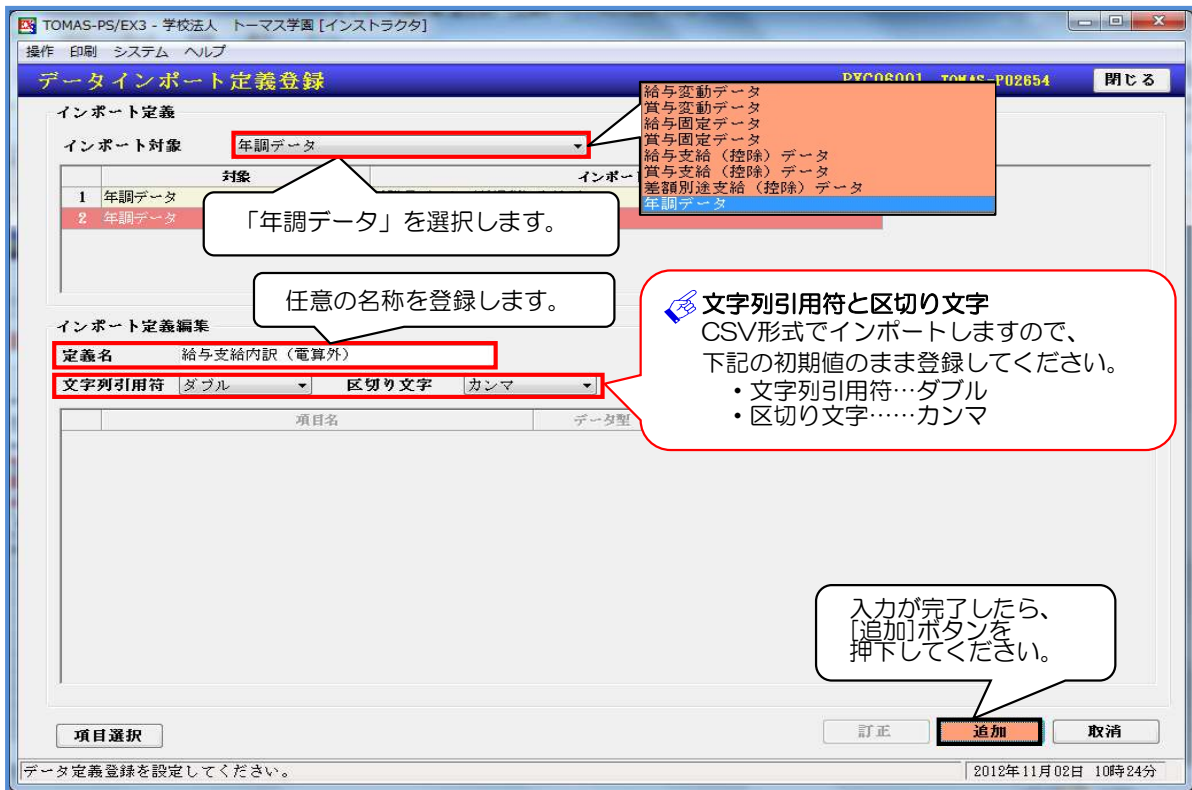 TOMAS-PS/EX3 - 学校法人　トーマス学園 [インストラクタ]
操作　印刷　システム　ヘルプ
データインポート定義登録
TOMAS-P02654
閉じる
インポート定義
インポート対象　年調データ
給与変動データ
賞与変動データ
給与固定データ
賞与固定データ
給与支給（控除）データ
賞与支給（控除）データ
差額別途支給（控除）データ
年調データ
対象　インポート
1　年調データ
2　年調データ
「年調データ」を選択します。
任意の名称を登録します。
文字列引用符と区切り文字
CSV形式でインポートしますので、
下記の初期値のまま登録してください。
・文字列引用符…ダブル
・区切り文字……カンマ
インポート定義編集
定義名　給与支給内訳（電算外）
文字列引用符　ダブル　区切り文字　カンマ
項目名　データ型
入力が完了したら、
[追加]ボタンを
押下してください。
項目選択　訂正　追加　取消
データ定義登録を設定してください。　2012年11月02日　10時24分